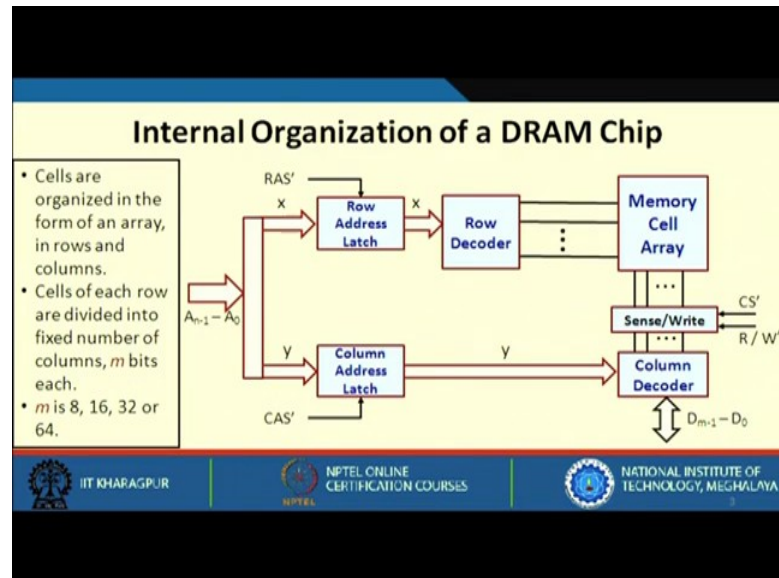 Internal Organization of a DRAM Chip
• Cells are
organized in the
form of an array,
in rows and
columns.
• Cells of each row
are divided into
fixed number of
columns, m bits
each.
• m is 8, 16, 32 or
64.
RAS'
x
Row
Address
Latch
x
Row
Decoder
Memory
Cell
Array
Aₙ₋₁ – A₀
Sense/Write
CS'
R / W'
y
Column
Address
Latch
y
Column
Decoder
CAS'
Dₘ₋₁ – D₀
IIT KHARAGPUR
NPTEL
NPTEL ONLINE
CERTIFICATION COURSES
NATIONAL INSTITUTE OF
TECHNOLOGY, MEGHALAYA
3